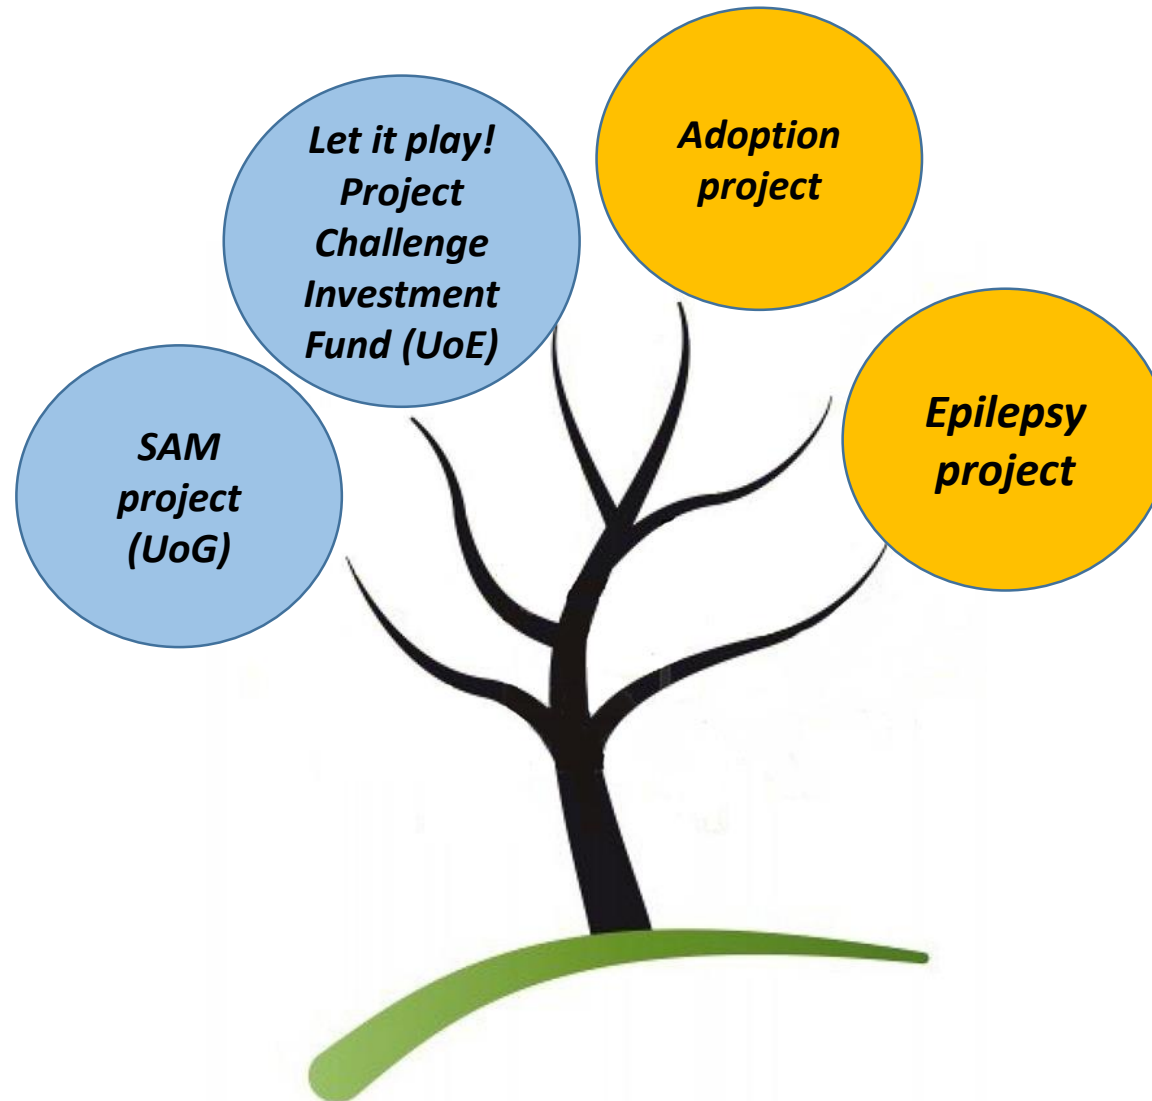 Let it play!
Project
Challenge
Investment
Fund (UoE)
Adoption
project
SAM
project
(UoG)
Epilepsy
project